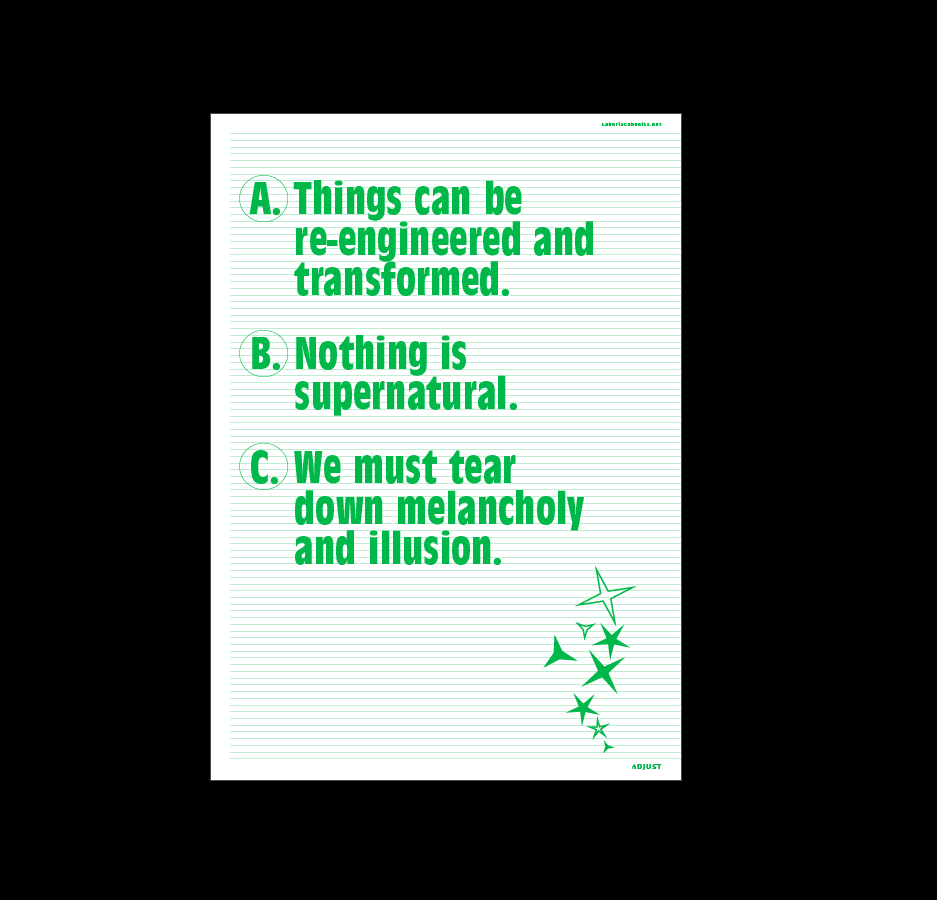 laboriacuboniks.net
A. Things can be
re-engineered and
transformed.
B. Nothing is
supernatural.
C. We must tear
down melancholy
and illusion.
ADJUST